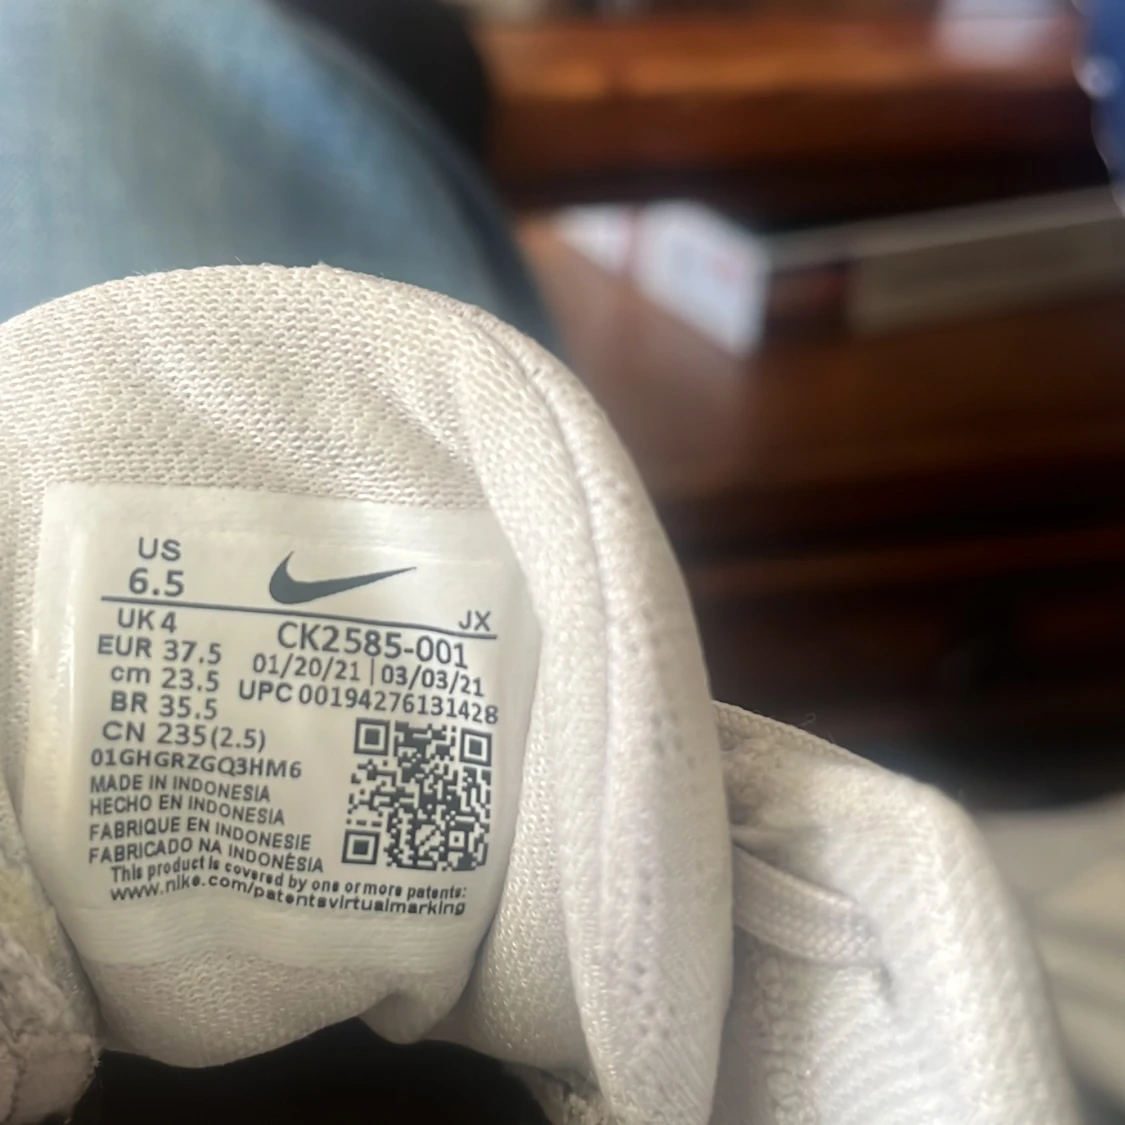 US
6.5
JX
UK 4
EUR 37.5
cm 23.5
BR 35.5
CN 235(2.5)
CK2585-001
01/20/21 | 03/03/21
UPC 00194276131428
01GHGRZGQ3HM6
MADE IN INDONESIA
HECHO EN INDONESIA
FABRIQUE EN INDONESIE
FABRICADO NA INDONÉSIA
This product is covered by one or more patents:
www.nike.com/patentsvirtualmarking